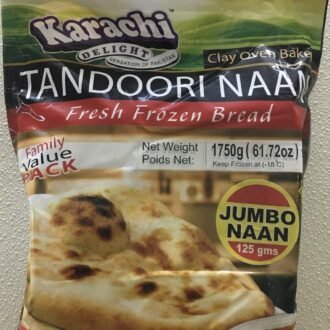 Karachi
DELIGHT
SENSATION OF PAKISTAN
Clay Oven Bake
TANDOORI NAAN
Fresh Frozen Bread
Family
Value
PACK
Net Weight
Poids Net:
1750g (61.72oz)
Keep Frozen at (-18°C)
JUMBO
NAAN
125 gms